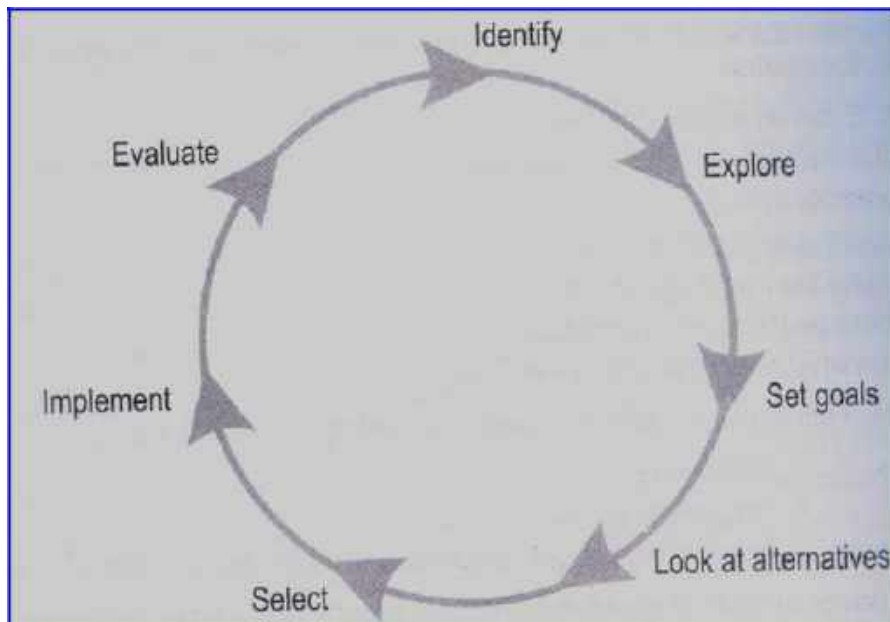 Identify
Explore
Set goals
Look at alternatives
Select
Implement
Evaluate